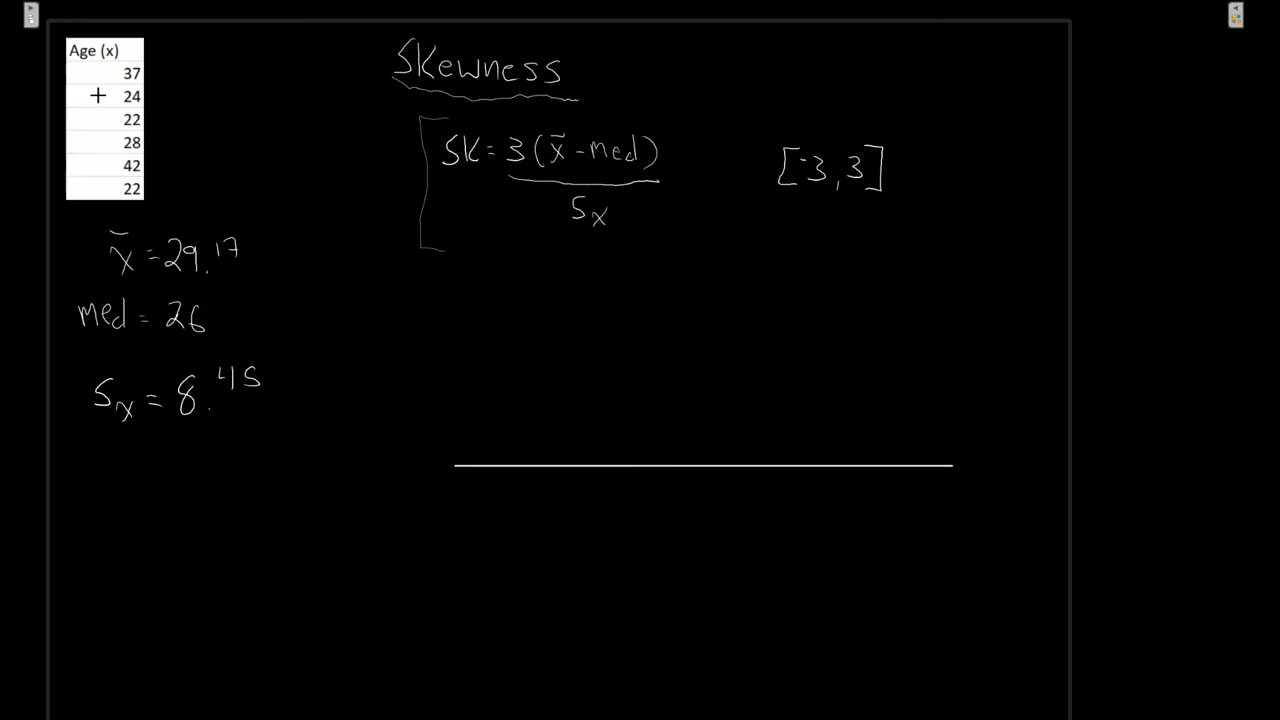 Age (x)
37
24
22
28
42
22
x̄ = 29.17
med = 26
Sx = 8.45
Skewness
SK = 3(x̄ - med)
Sx
[-3, 3]